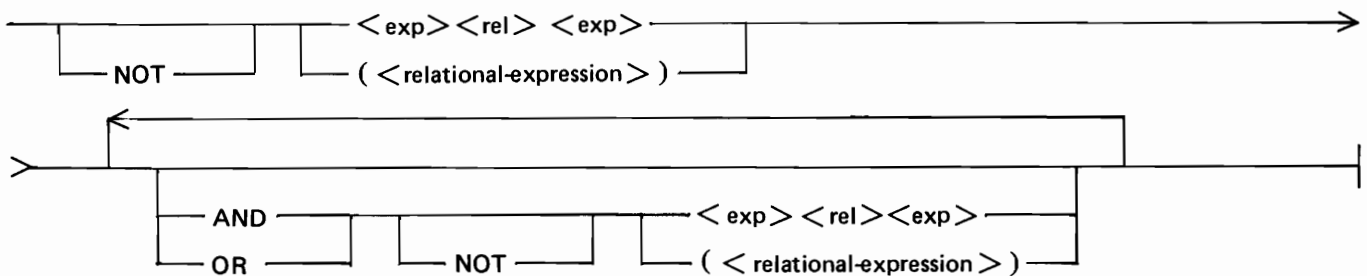 <exp><rel> <exp>
NOT (<relational-expression>)
AND <exp><rel><exp>
OR NOT (<relational-expression>)